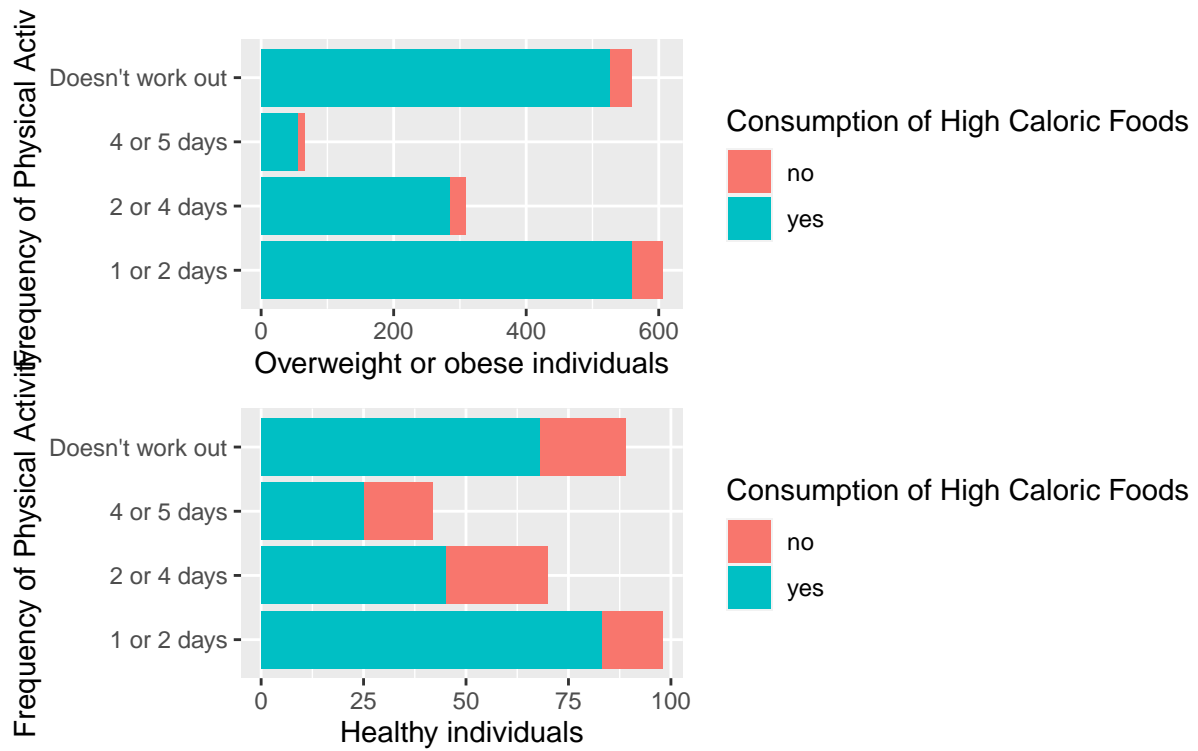 Frequency of Physical Activ
Doesn't work out
4 or 5 days
2 or 4 days
1 or 2 days
0 200 400 600
Overweight or obese individuals
Consumption of High Caloric Foods
no
yes
Frequency of Physical Activity
Doesn't work out
4 or 5 days
2 or 4 days
1 or 2 days
0 25 50 75 100
Healthy individuals
Consumption of High Caloric Foods
no
yes